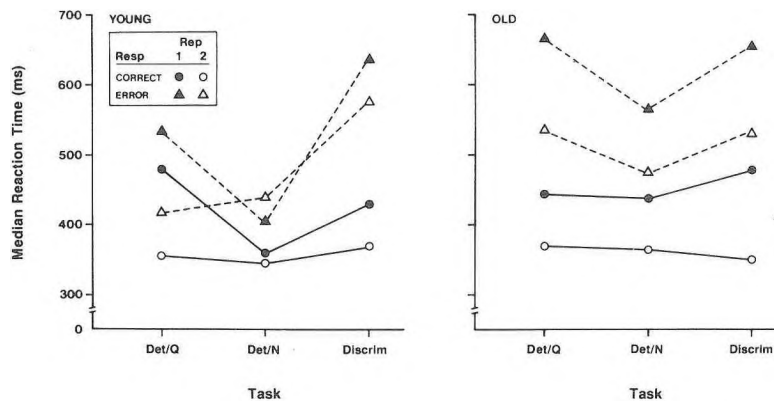 YOUNG
OLD
Rep
Resp 1 2
CORRECT
ERROR
Median Reaction Time (ms)
700
600
500
400
300
0
Det/Q Det/N Discrim
Det/Q Det/N Discrim
Task
Task